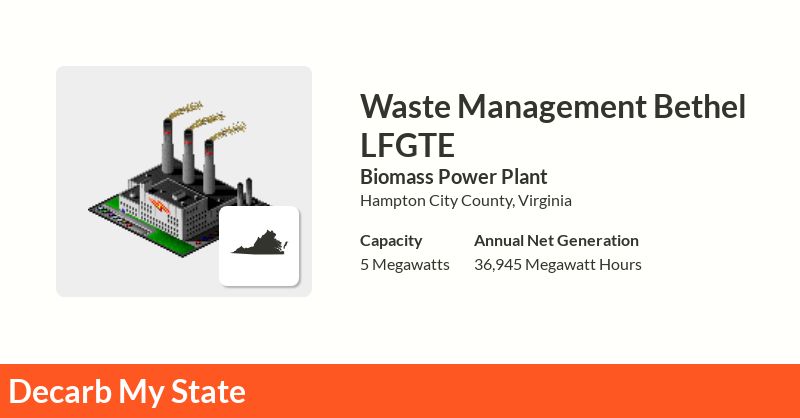 Waste Management Bethel
LFGTE
Biomass Power Plant
Hampton City County, Virginia
Capacity
Annual Net Generation
5 Megawatts
36,945 Megawatt Hours
Decarb My State